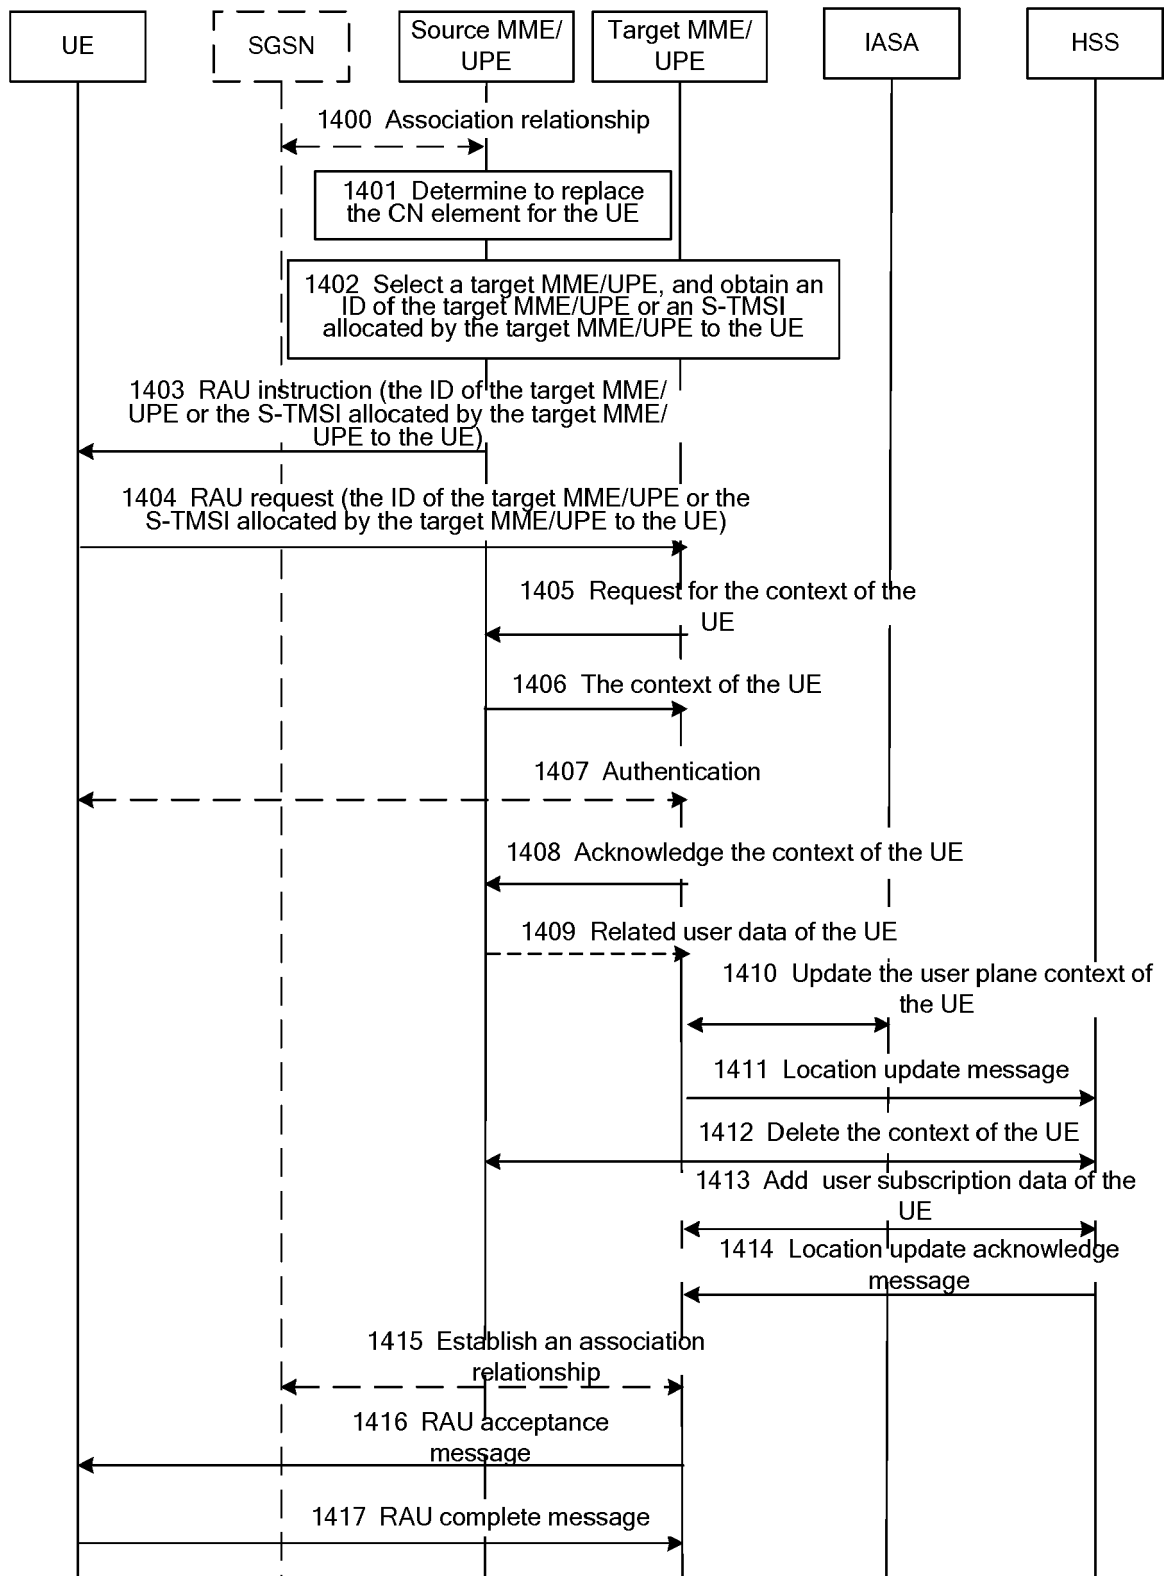 UE
SGSN
Source MME/
UPE
Target MME/
UPE
IASA
HSS
1400 Association relationship
1401 Determine to replace
the CN element for the UE
1402 Select a target MME/UPE, and obtain an
ID of the target MME/UPE or an S-TMSI
allocated by the target MME/UPE to the UE
1403 RAU instruction (the ID of the target MME/
UPE or the S-TMSI allocated by the target MME/
UPE to the UE)
1404 RAU request (the ID of the target MME/UPE or the
S-TMSI allocated by the target MME/UPE to the UE)
1405 Request for the context of the
UE
1406 The context of the UE
1407 Authentication
1408 Acknowledge the context of the UE
1409 Related user data of the UE
1410 Update the user plane context of
the UE
1411 Location update message
1412 Delete the context of the UE
1413 Add user subscription data of the
UE
1414 Location update acknowledge
message
1415 Establish an association
relationship
1416 RAU acceptance
message
1417 RAU complete message